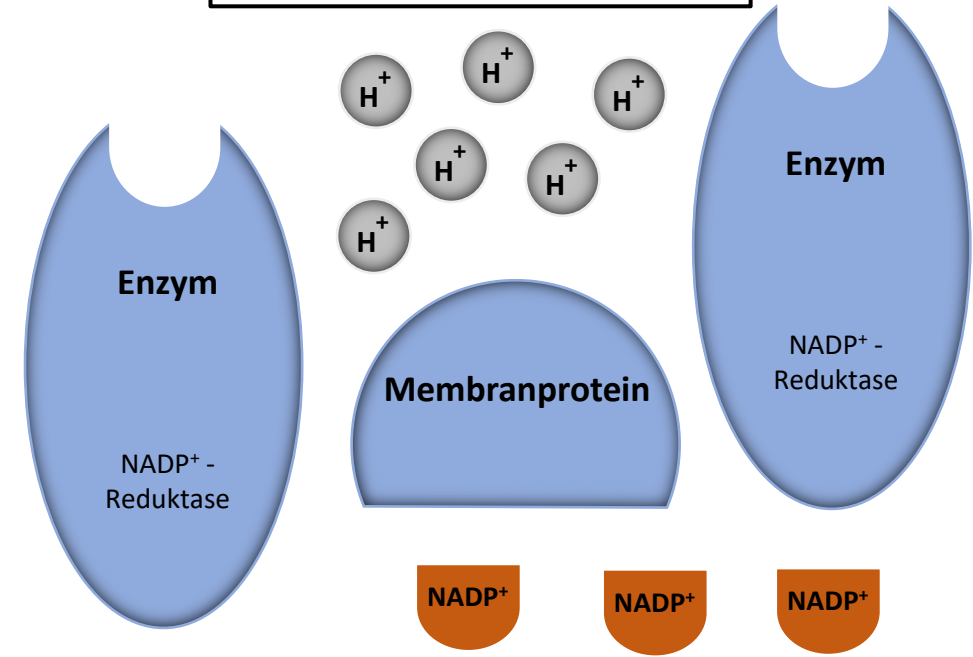 H+
H+
H+
H+
H+
H+
Enzym
NADP+ -
Reduktase
Membranprotein
Enzym
NADP+ -
Reduktase
NADP+
NADP+
NADP+